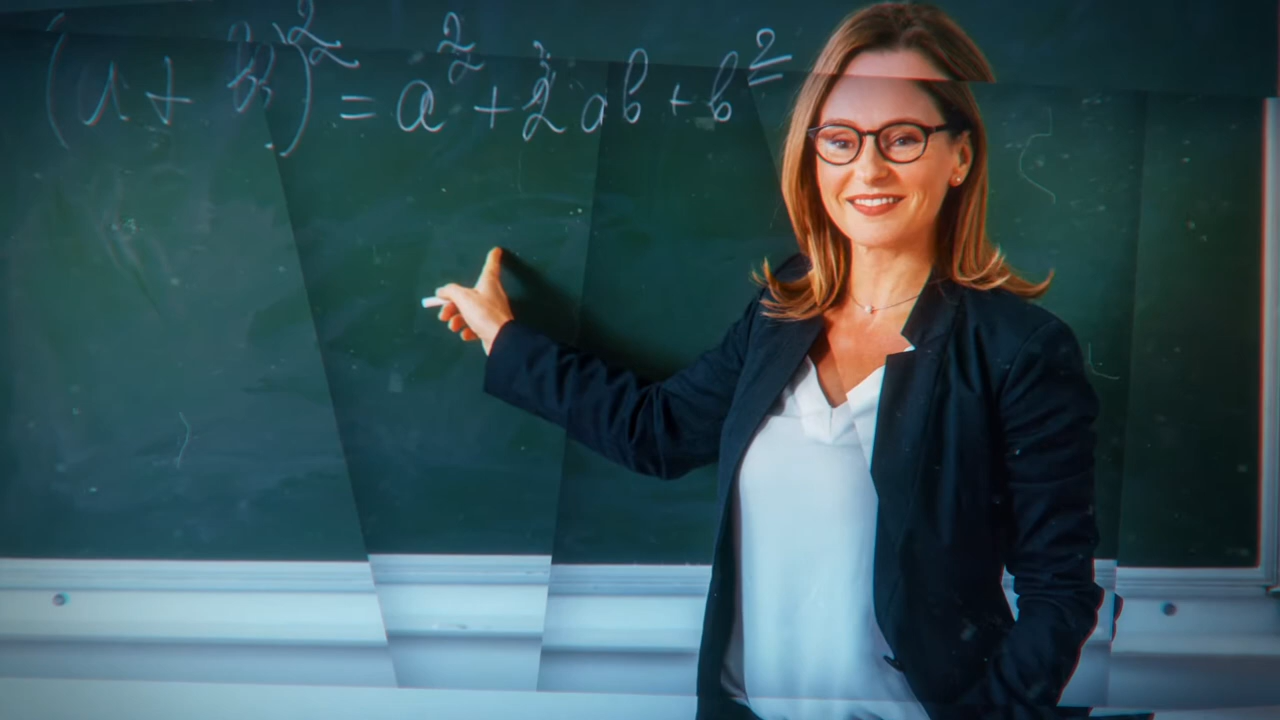 (a + b)² = a² + 2ab + b²